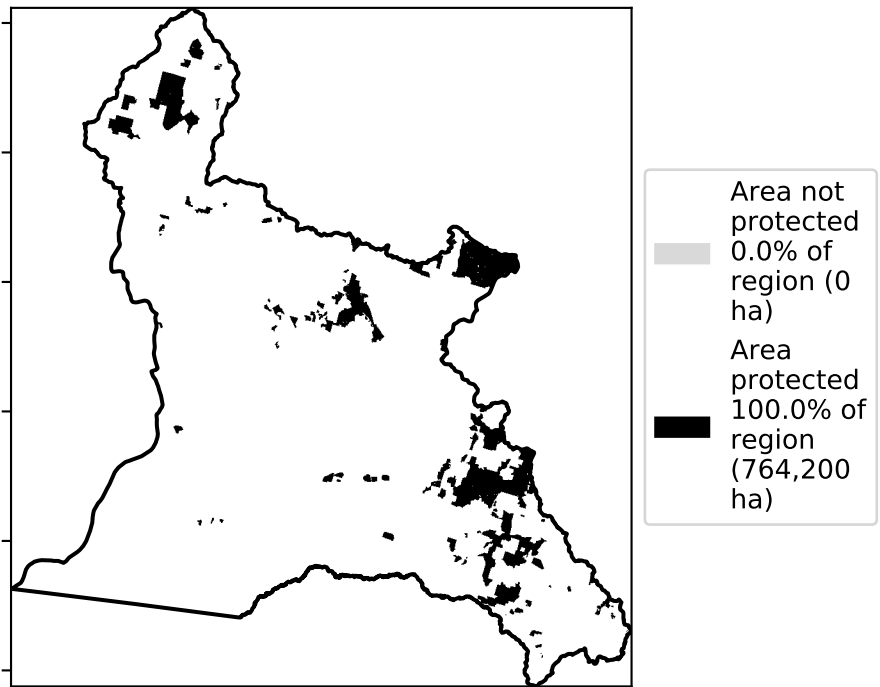 Area not
protected
0.0% of
region (0
ha)
Area
protected
100.0% of
region
(764,200
ha)